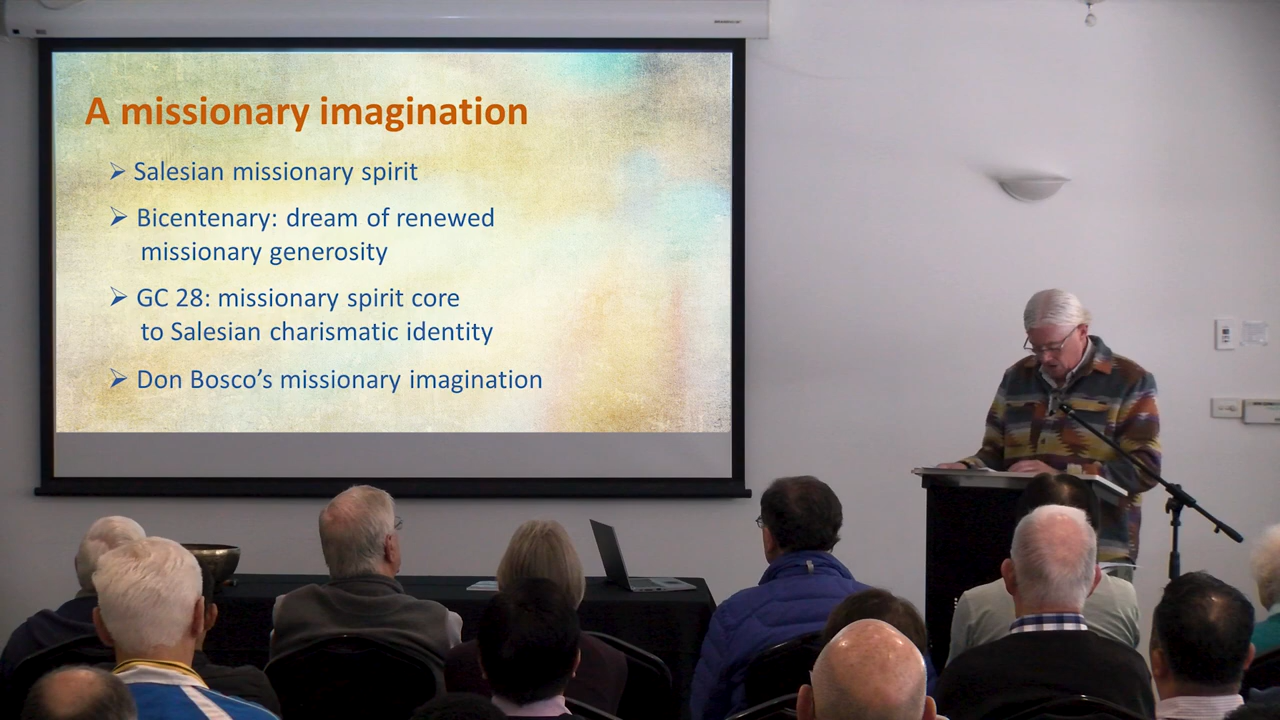 A missionary imagination
➢ Salesian missionary spirit
➢ Bicentenary: dream of renewed
missionary generosity
➢ GC 28: missionary spirit core
to Salesian charismatic identity
➢ Don Bosco’s missionary imagination